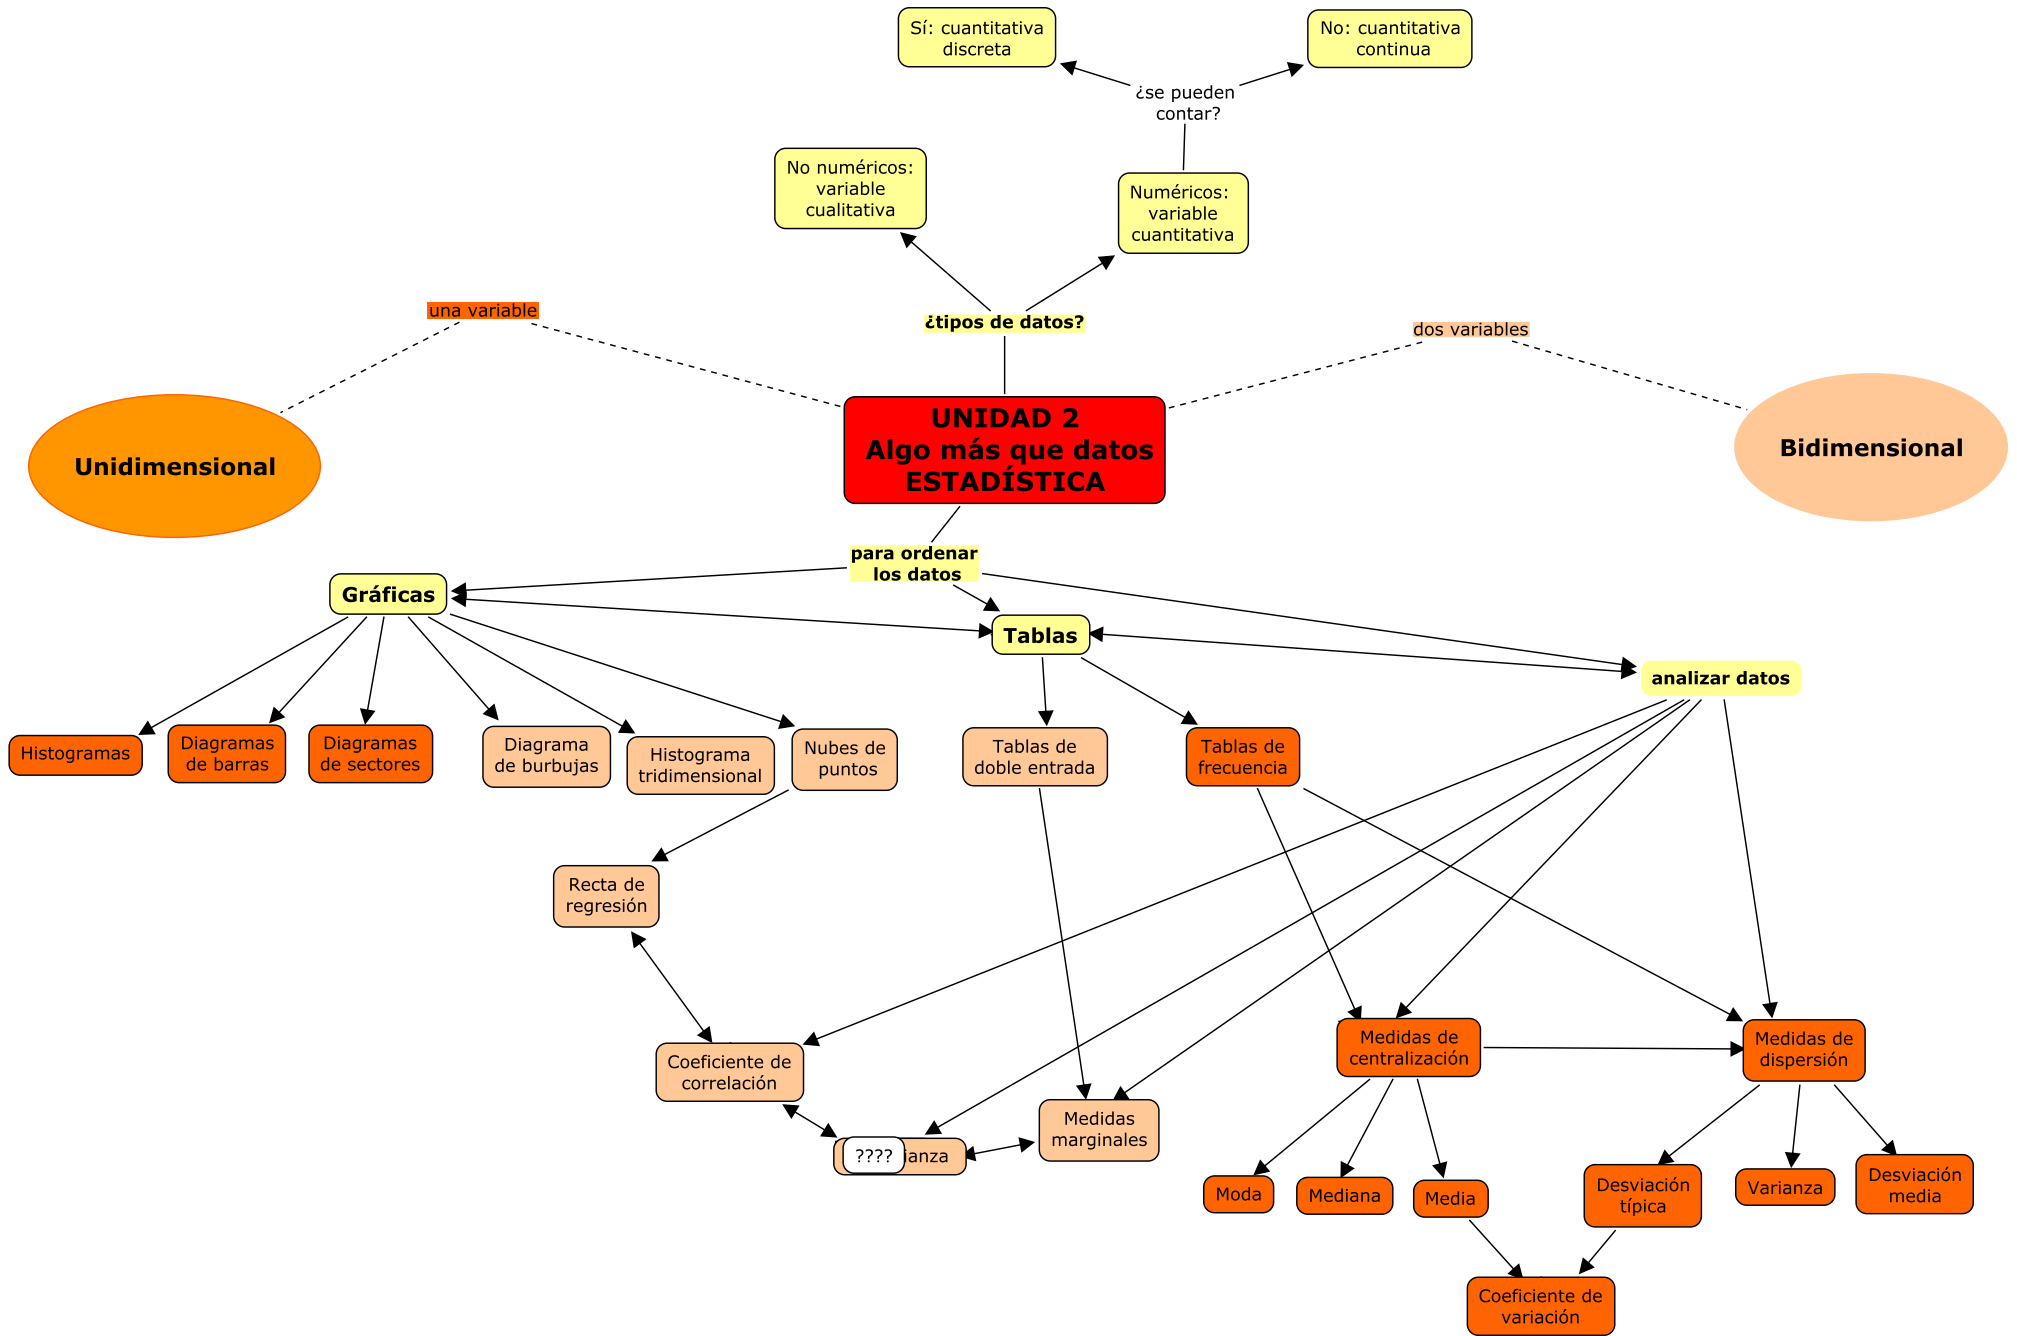 Sí: cuantitativa
discreta
No: cuantitativa
continua
¿se pueden
contar?
No numéricos:
variable
cualitativa
Numéricos:
variable
cuantitativa
una variable
¿tipos de datos?
dos variables
Unidimensional
UNIDAD 2
Algo más que datos
ESTADÍSTICA
Bidimensional
para ordenar
los datos
Gráficas
Tablas
analizar datos
Histogramas
Diagramas
de barras
Diagramas
de sectores
Diagrama
de burbujas
Histograma
tridimensional
Nubes de
puntos
Tablas de
doble entrada
Tablas de
frecuencia
Recta de
regresión
Coeficiente de
correlación
Medidas de
centralización
Medidas de
dispersión
Medidas
marginales
????
ianza
Moda
Mediana
Media
Desviación
típica
Varianza
Desviación
media
Coeficiente de
variación